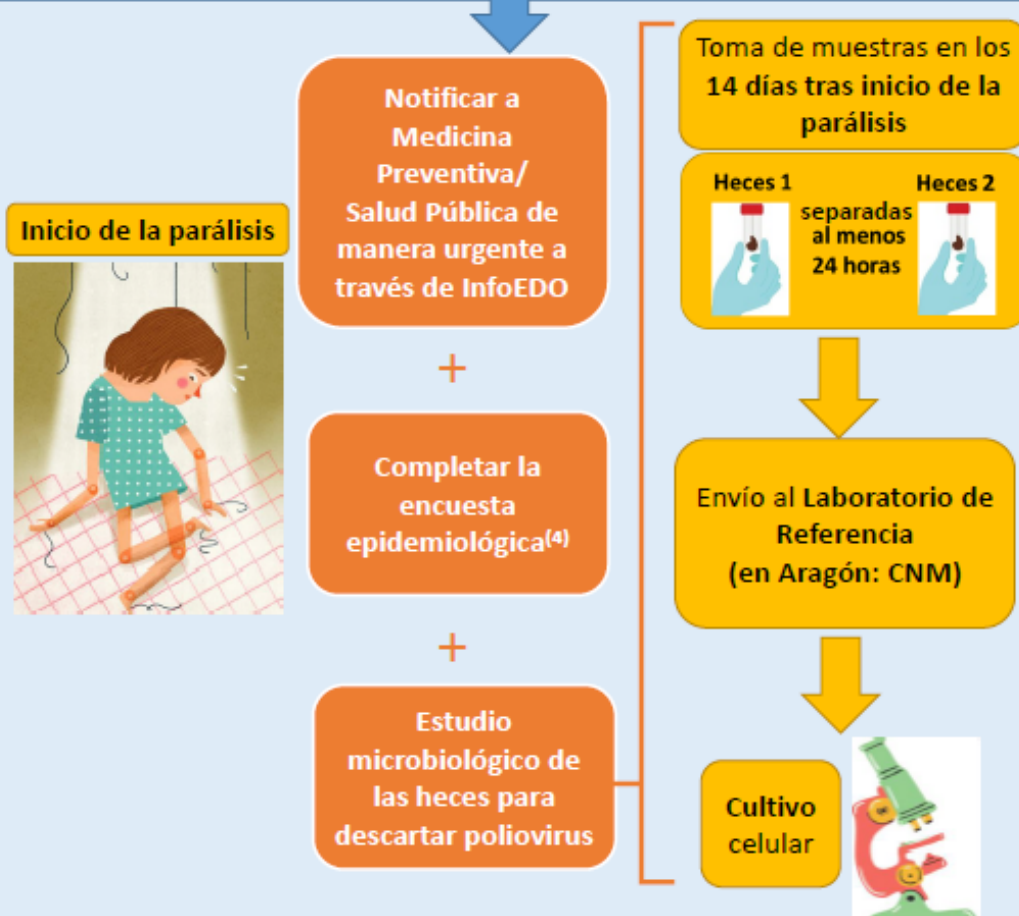 Inicio de la parálisis
Notificar a
Medicina
Preventiva/
Salud Pública de
manera urgente a
través de InfoEDO
+
Completar la
encuesta
epidemiológica(4)
+
Estudio
microbiológico de
las heces para
descartar poliovirus
Toma de muestras en los
14 días tras inicio de la
parálisis
Heces 1
separadas
al menos
24 horas
Heces 2
Envío al Laboratorio de
Referencia
(en Aragón: CNM)
Cultivo
celular